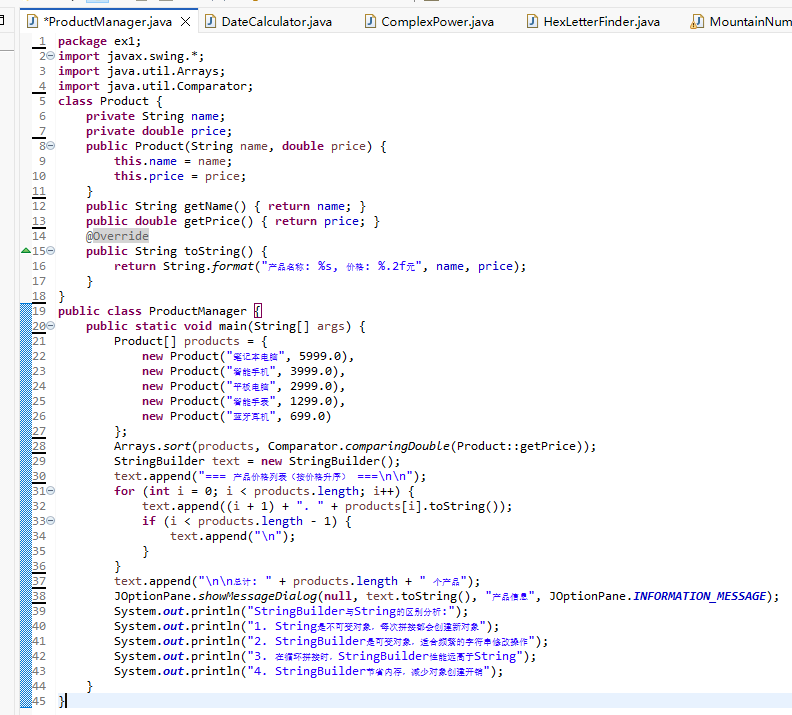 *ProductManager.java DateCalculator.java ComplexPower.java HexLetterFinder.java MountainNum
1 package ex1;
2 import javax.swing.*;
3 import java.util.Arrays;
4 import java.util.Comparator;
5 class Product {
6     private String name;
7     private double price;
8     public Product(String name, double price) {
9         this.name = name;
10         this.price = price;
11     }
12     public String getName() { return name; }
13     public double getPrice() { return price; }
14     @Override
15     public String toString() {
16         return String.format("产品名称: %s, 价格: %.2f元", name, price);
17     }
18 }
19 public class ProductManager {
20     public static void main(String[] args) {
21         Product[] products = {
22             new Product("笔记本电脑", 5999.0),
23             new Product("智能手机", 3999.0),
24             new Product("平板电脑", 2999.0),
25             new Product("智能手表", 1299.0),
26             new Product("蓝牙耳机", 699.0)
27         };
28         Arrays.sort(products, Comparator.comparingDouble(Product::getPrice));
29         StringBuilder text = new StringBuilder();
30         text.append("=== 产品价格列表（按价格升序） ===\n\n");
31         for (int i = 0; i < products.length; i++) {
32             text.append((i + 1) + ". " + products[i].toString());
33             if (i < products.length - 1) {
34                 text.append("\n");
35             }
36         }
37         text.append("\n\n总计: " + products.length + " 个产品");
38         JOptionPane.showMessageDialog(null, text.toString(), "产品信息", JOptionPane.INFORMATION_MESSAGE);
39         System.out.println("StringBuilder与String的区别分析:");
40         System.out.println("1. String是不可变对象，每次拼接都会创建新对象");
41         System.out.println("2. StringBuilder是可变对象，适合频繁的字符串修改操作");
42         System.out.println("3. 在循环拼接时，StringBuilder性能远高于String");
43         System.out.println("4. StringBuilder节省内存，减少对象创建开销");
44     }
45 }